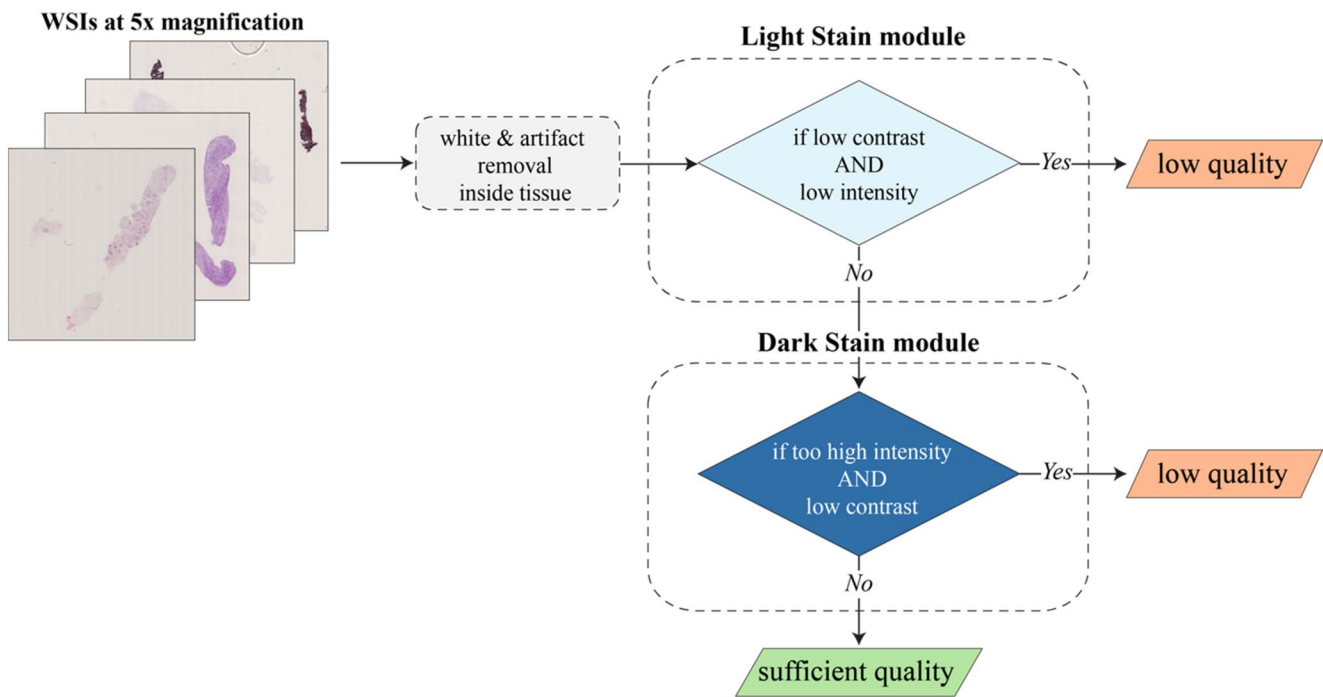 WSIs at 5x magnification
white & artifact
removal
inside tissue
Light Stain module
if low contrast
AND
low intensity
Yes
low quality
No
Dark Stain module
if too high intensity
AND
low contrast
Yes
low quality
No
sufficient quality